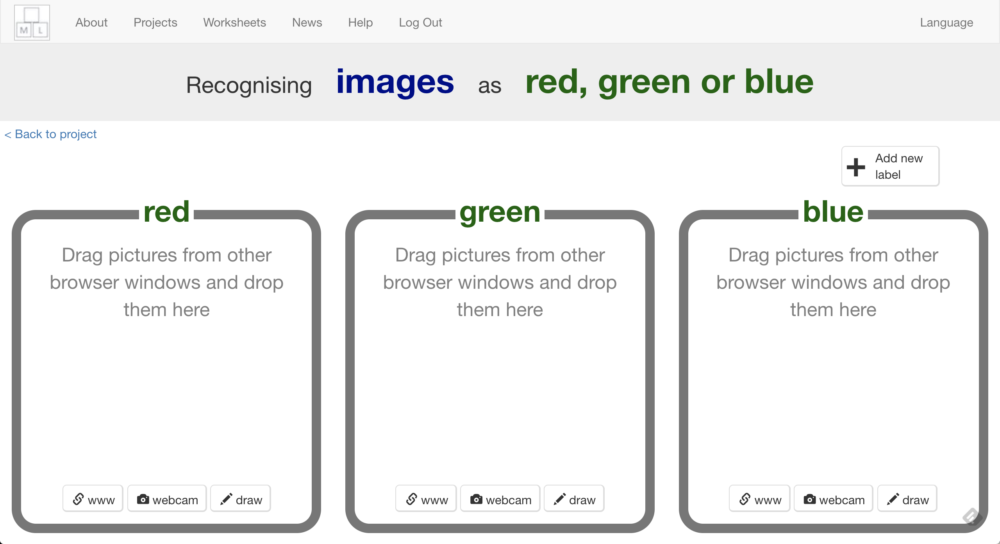 M L
About Projects Worksheets News Help Log Out Language
Recognising images as red, green or blue
< Back to project
Add new
label
red
Drag pictures from other
browser windows and drop
them here
www webcam draw
green
Drag pictures from other
browser windows and drop
them here
www webcam draw
blue
Drag pictures from other
browser windows and drop
them here
www webcam draw